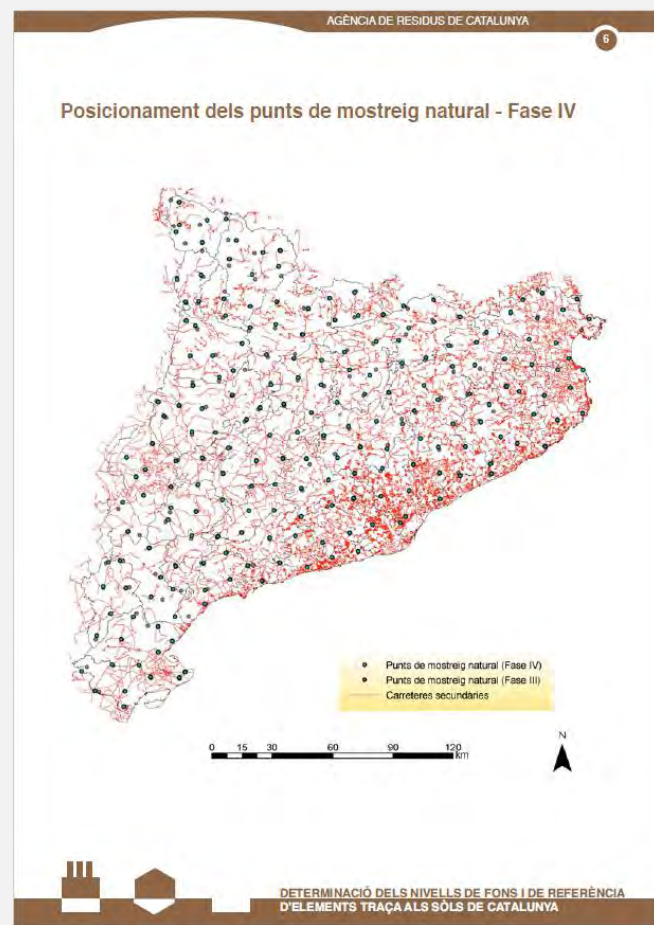 AGÈNCIA DE RESIDUS DE CATALUNYA
6
Posicionament dels punts de mostreig natural - Fase IV
Punts de mostreig natural (Fase IV)
Punts de mostreig natural (Fase III)
Carreteres secundàries
N
0 15 30 60 90 120
km
DETERMINACIÓ DELS NIVELLS DE FONS I DE REFERÈNCIA
D'ELEMENTS TRAÇA ALS SÒLS DE CATALUNYA